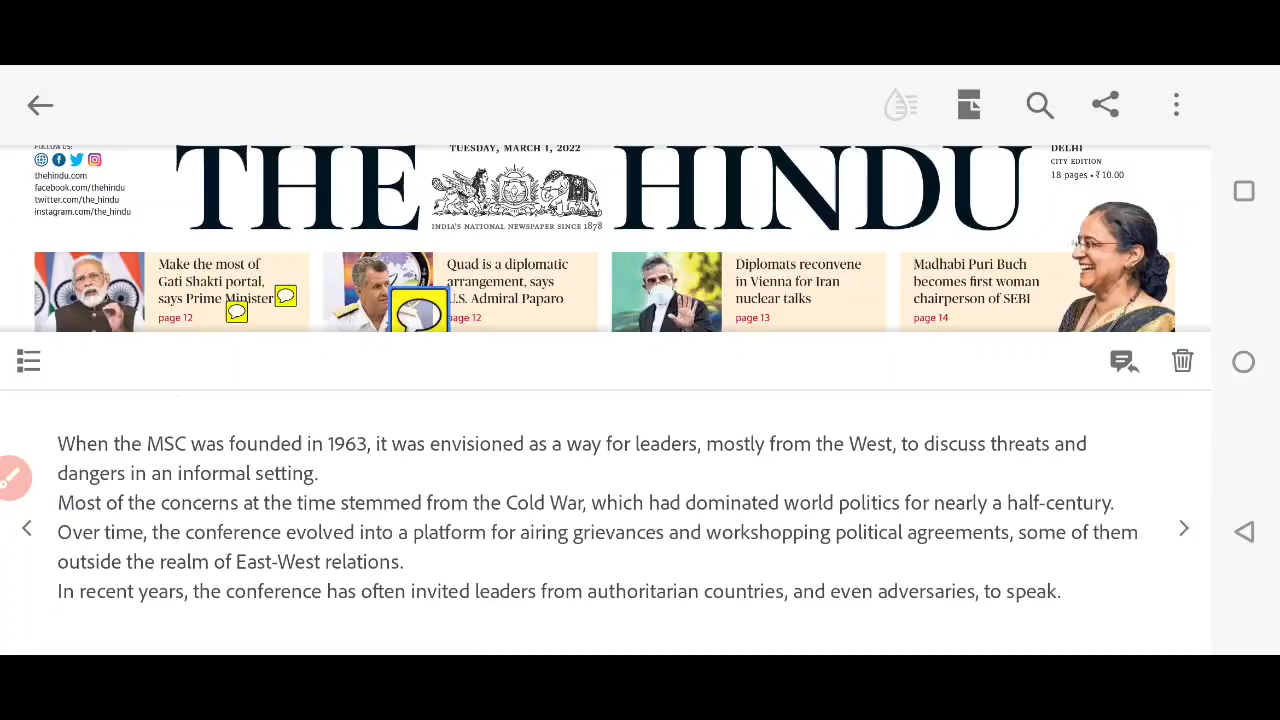 FOLLOW US:
thehindu.com
facebook.com/thehindu
twitter.com/the_hindu
instagram.com/the_hindu
TUESDAY, MARCH 1, 2022
THE HINDU
INDIA'S NATIONAL NEWSPAPER SINCE 1878
DELHI
CITY EDITION
18 pages • ₹10.00
Make the most of
Gati Shakti portal,
says Prime Minister
page 12
Quad is a diplomatic
arrangement, says
U.S. Admiral Paparo
page 12
Diplomats reconvene
in Vienna for Iran
nuclear talks
page 13
Madhabi Puri Buch
becomes first woman
chairperson of SEBI
page 14
When the MSC was founded in 1963, it was envisioned as a way for leaders, mostly from the West, to discuss threats and
dangers in an informal setting.
Most of the concerns at the time stemmed from the Cold War, which had dominated world politics for nearly a half-century.
Over time, the conference evolved into a platform for airing grievances and workshopping political agreements, some of them
outside the realm of East-West relations.
In recent years, the conference has often invited leaders from authoritarian countries, and even adversaries, to speak.